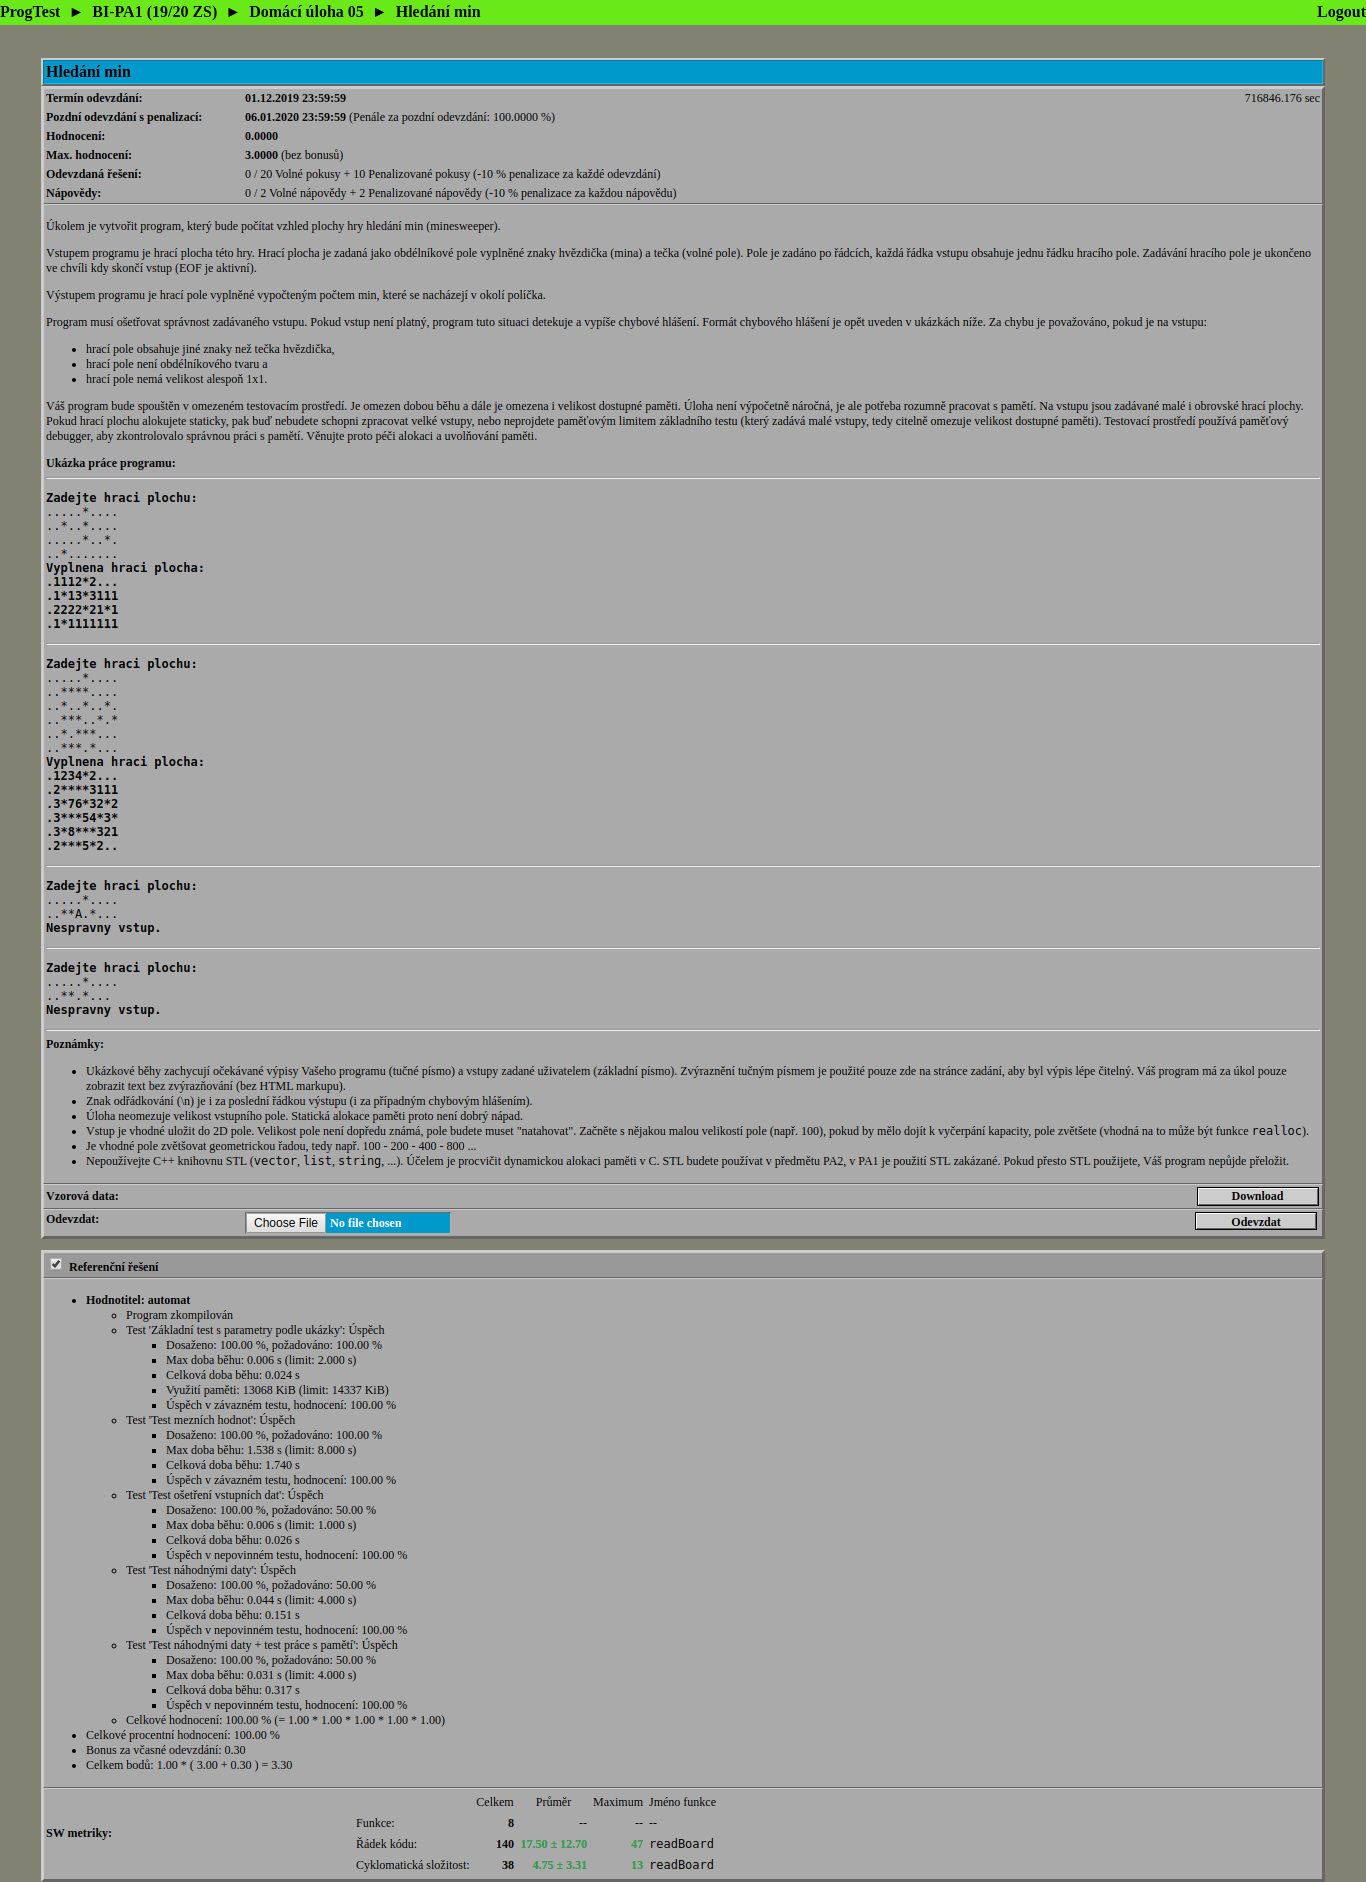 ProgTest ► BI-PA1 (19/20 ZS) ► Domácí úloha 05 ► Hledání min Logout
Hledání min
Termín odevzdání: 01.12.2019 23:59:59 716846.176 sec
Pozdní odevzdání s penalizací: 06.01.2020 23:59:59 (Penále za pozdní odevzdání: 100.0000 %)
Hodnocení: 0.0000
Max. hodnocení: 3.0000 (bez bonusů)
Odevzdaná řešení: 0 / 20 Volné pokusy + 10 Penalizované pokusy (-10 % penalizace za každé odevzdání)
Nápovědy: 0 / 2 Volné nápovědy + 2 Penalizované nápovědy (-10 % penalizace za každou nápovědu)
Úkolem je vytvořit program, který bude počítat vzhled plochy hry hledání min (minesweeper).
Vstupem programu je hrací plocha této hry. Hrací plocha je zadaná jako obdélníkové pole vyplněné znaky hvězdička (mina) a tečka (volné pole). Pole je zadáno po řádcích, každá řádka vstupu obsahuje jednu řádku hracího pole. Zadávání hracího pole je ukončeno
ve chvíli kdy skončí vstup (EOF je aktivní).
Výstupem programu je hrací pole vyplněné vypočteným počtem min, které se nacházejí v okolí políčka.
Program musí ošetřovat správnost zadávaného vstupu. Pokud vstup není platný, program tuto situaci detekuje a vypíše chybové hlášení. Formát chybového hlášení je opět uveden v ukázkách níže. Za chybu je považováno, pokud je na vstupu:
• hrací pole obsahuje jiné znaky než tečka hvězdička,
• hrací pole není obdélníkového tvaru a
• hrací pole nemá velikost alespoň 1x1.
Váš program bude spouštěn v omezeném testovacím prostředí. Je omezen dobou běhu a dále je omezena i velikost dostupné paměti. Úloha není výpočetně náročná, je ale potřeba rozumně pracovat s pamětí. Na vstupu jsou zadávané malé i obrovské hrací plochy.
Pokud hrací plochu alokujete staticky, pak buď nebudete schopni zpracovat velké vstupy, nebo neprojdete paměťovým limitem základního testu (který zadává malé vstupy, tedy citelně omezuje velikost dostupné paměti). Testovací prostředí používá paměťový
debugger, aby zkontrolovalo správnou práci s pamětí. Věnujte proto péči alokaci a uvolňování paměti.
Ukázka práce programu:
Zadejte hraci plochu:
.....*....
..*..*....
.....*..*.
..*.......
Vyplnena hraci plocha:
.1112*2...
.1*13*3111
.2222*21*1
.1*1111111
Zadejte hraci plochu:
.....*....
..****....
..*..*..*.
..***..*.*
..*.***...
..***.*...
Vyplnena hraci plocha:
.1234*2...
.2****3111
.3*76*32*2
.3***54*3*
.3*8***321
.2***5*2..
Zadejte hraci plochu:
.....*....
..**A.*...
Nespravny vstup.
Zadejte hraci plochu:
.....*....
..**.*...
Nespravny vstup.
Poznámky:
• Ukázkové běhy zachycují očekávané výpisy Vašeho programu (tučné písmo) a vstupy zadané uživatelem (základní písmo). Zvýraznění tučným písmem je použité pouze zde na stránce zadání, aby byl výpis lépe čitelný. Váš program má za úkol pouze
zobrazit text bez zvýrazňování (bez HTML markupu).
• Znak odřádkování (\n) je i za poslední řádkou výstupu (i za případným chybovým hlášením).
• Úloha neomezuje velikost vstupního pole. Statická alokace paměti proto není dobrý nápad.
• Vstup je vhodné uložit do 2D pole. Velikost pole není dopředu známá, pole budete muset "natahovat". Začněte s nějakou malou velikostí pole (např. 100), pokud by mělo dojít k vyčerpání kapacity, pole zvětšete (vhodná na to může být funkce realloc).
• Je vhodné pole zvětšovat geometrickou řadou, tedy např. 100 - 200 - 400 - 800 ...
• Nepoužívejte C++ knihovnu STL (vector, list, string, ...). Účelem je procvičit dynamickou alokaci paměti v C. STL budete používat v předmětu PA2, v PA1 je použití STL zakázané. Pokud přesto STL použijete, Váš program nepůjde přeložit.
Vzorová data: Download
Odevzdat: Choose File No file chosen Odevzdat
Referenční řešení
• Hodnotitel: automat
Program zkompilován
Test 'Základní test s parametry podle ukázky': Úspěch
Dosaženo: 100.00 %, požadováno: 100.00 %
Max doba běhu: 0.006 s (limit: 2.000 s)
Celková doba běhu: 0.024 s
Využití paměti: 13068 KiB (limit: 14337 KiB)
Úspěch v závazném testu, hodnocení: 100.00 %
Test 'Test mezních hodnot': Úspěch
Dosaženo: 100.00 %, požadováno: 100.00 %
Max doba běhu: 1.538 s (limit: 8.000 s)
Celková doba běhu: 1.740 s
Úspěch v závazném testu, hodnocení: 100.00 %
Test 'Test ošetření vstupních dat': Úspěch
Dosaženo: 100.00 %, požadováno: 50.00 %
Max doba běhu: 0.006 s (limit: 1.000 s)
Celková doba běhu: 0.026 s
Úspěch v nepovinném testu, hodnocení: 100.00 %
Test 'Test náhodnými daty': Úspěch
Dosaženo: 100.00 %, požadováno: 50.00 %
Max doba běhu: 0.044 s (limit: 4.000 s)
Celková doba běhu: 0.151 s
Úspěch v nepovinném testu, hodnocení: 100.00 %
Test 'Test náhodnými daty + test práce s pamětí': Úspěch
Dosaženo: 100.00 %, požadováno: 50.00 %
Max doba běhu: 0.031 s (limit: 4.000 s)
Celková doba běhu: 0.317 s
Úspěch v nepovinném testu, hodnocení: 100.00 %
Celkové hodnocení: 100.00 % (= 1.00 * 1.00 * 1.00 * 1.00 * 1.00)
• Celkové procentní hodnocení: 100.00 %
• Bonus za včasné odevzdání: 0.30
• Celkem bodů: 1.00 * ( 3.00 + 0.30 ) = 3.30
SW metriky:
Celkem Průměr Maximum Jméno funkce
Funkce: 8 -- -- --
Řádek kódu: 140 17.50 ± 12.70 47 readBoard
Cyklomatická složitost: 38 4.75 ± 3.31 13 readBoard